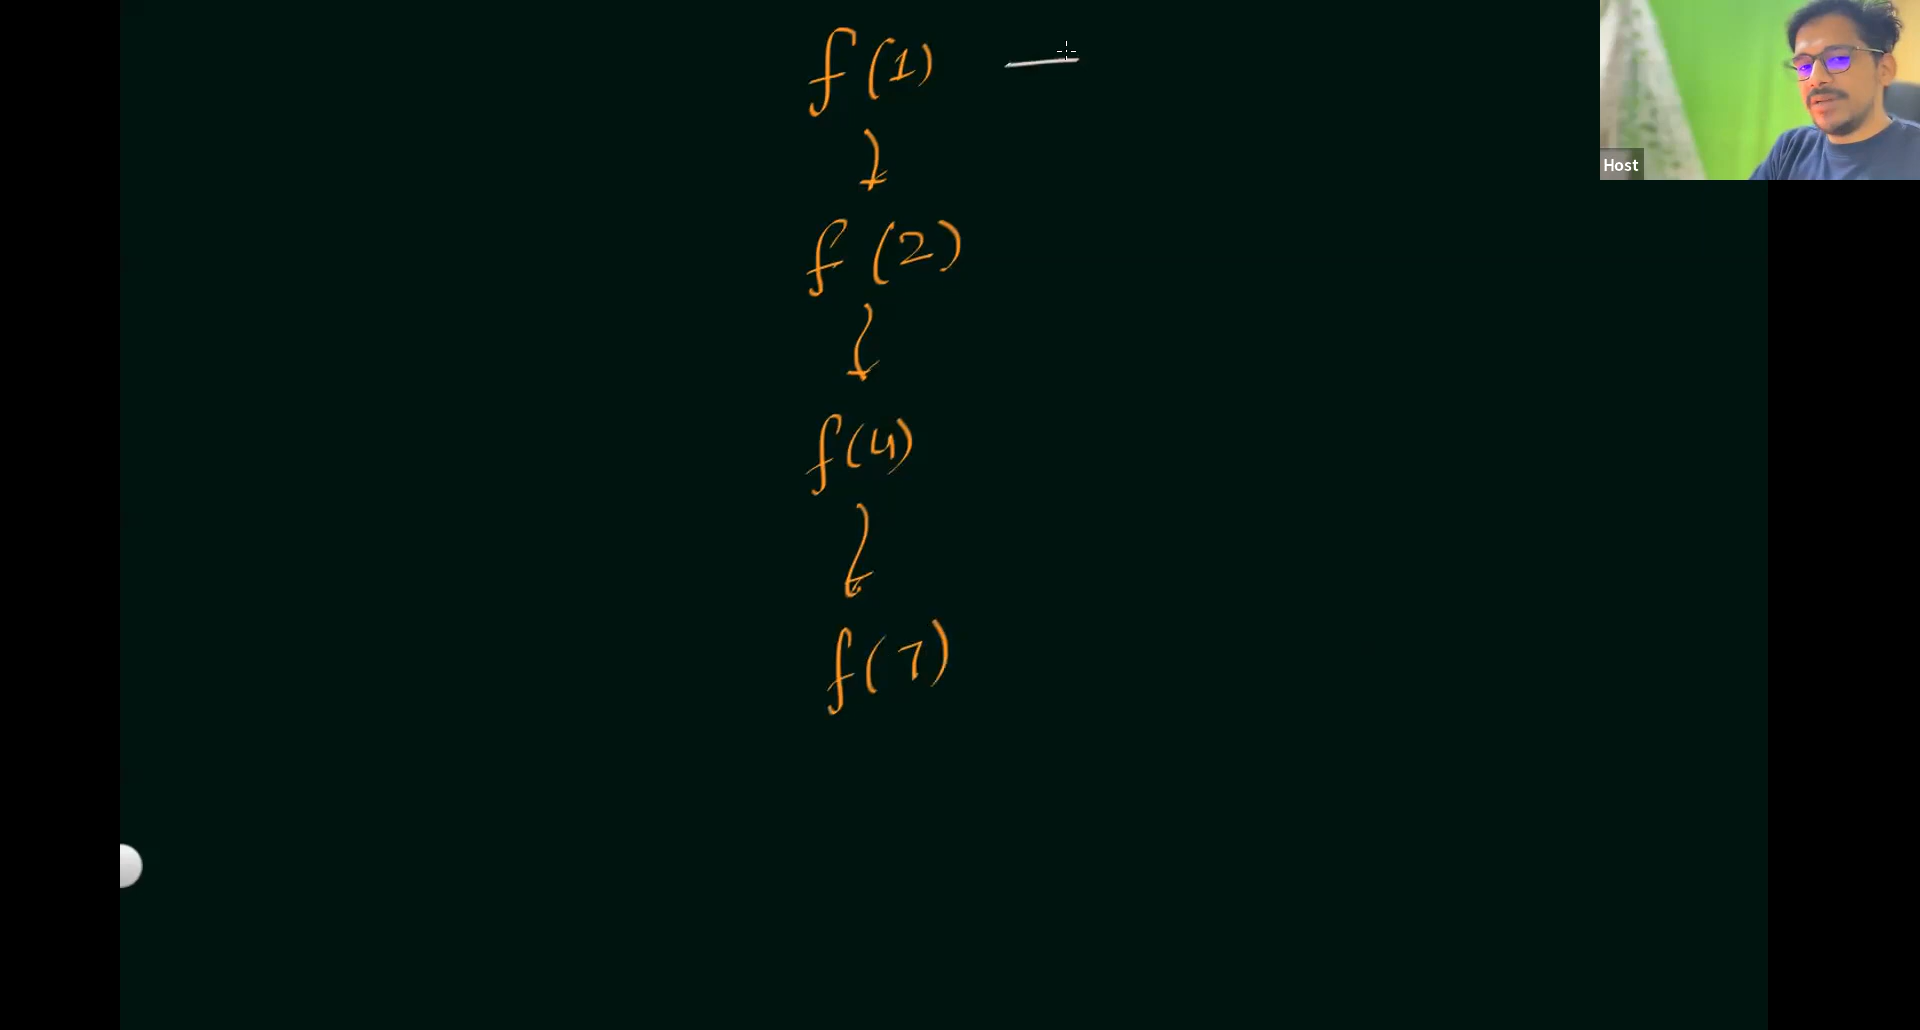 f(1) —
f(2)
f(4)
f(7)
Host